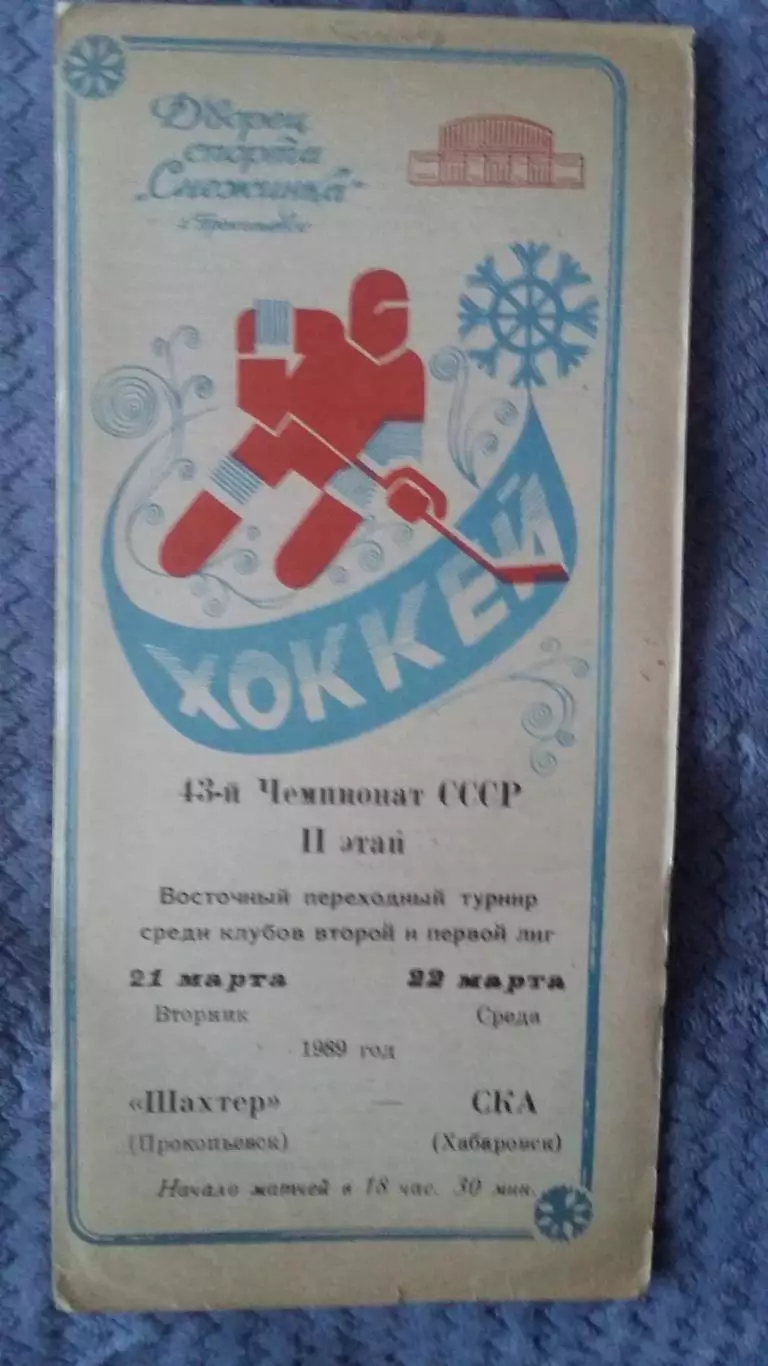 Дворец
спорта
„Снежинка"
г. Прокопьевск
ХОККЕЙ
43-й Чемпионат СССР
II этап
Восточный переходный турнир
среди клубов второй и первой лиг
21 марта 22 марта
Вторник Среда
1989 год
«Шахтер» — СКА
(Прокопьевск) (Хабаровск)
Начало матчей в 18 час. 30 мин.